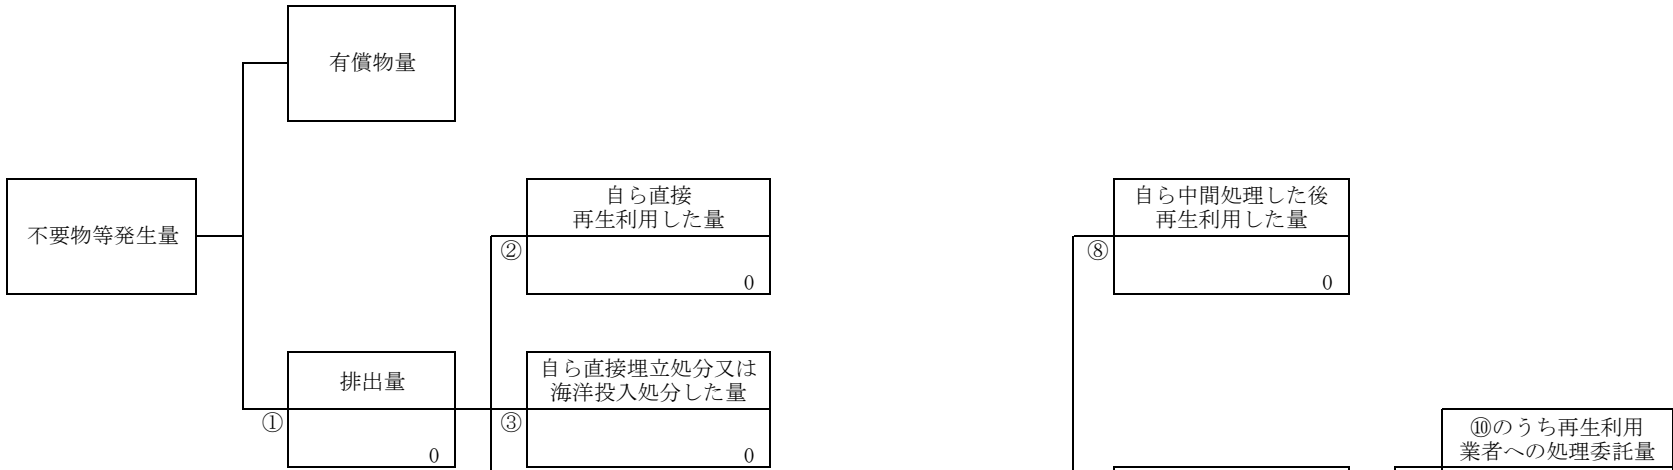 有償物量
不要物等発生量
自ら直接
再生利用した量
②
0
自ら中間処理した後
再生利用した量
⑧
0
排出量
①
0
自ら直接埋立処分又は
海洋投入処分した量
③
0
⑩のうち再生利用
業者への処理委託量